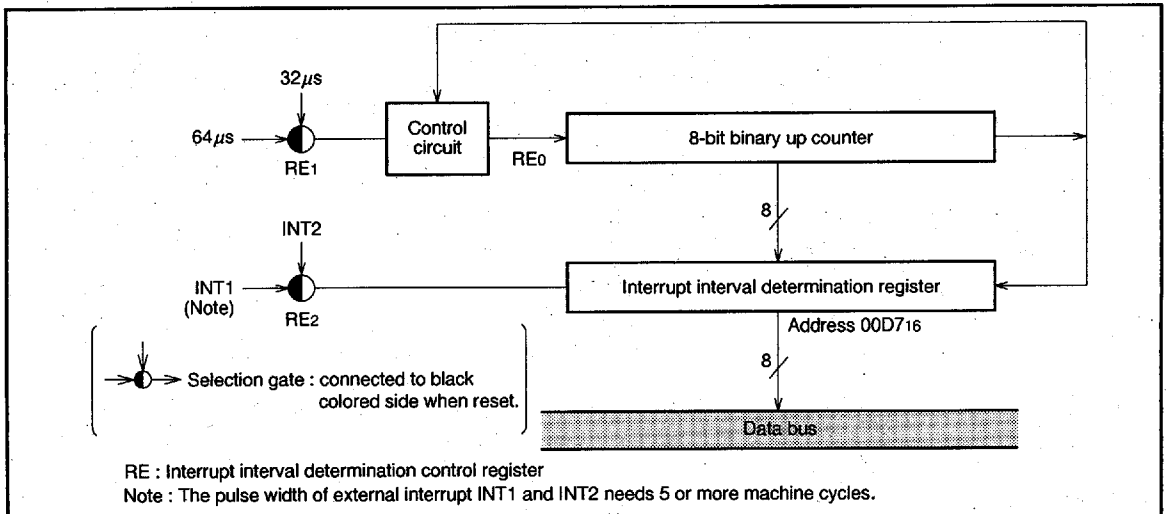 32μs
64μs
RE1
Control
circuit
RE0
8-bit binary up counter
8
INT2
INT1
(Note)
RE2
Interrupt interval determination register
Address 00D716
8
Selection gate : connected to black
colored side when reset.
Data bus
RE : Interrupt interval determination control register
Note : The pulse width of external interrupt INT1 and INT2 needs 5 or more machine cycles.